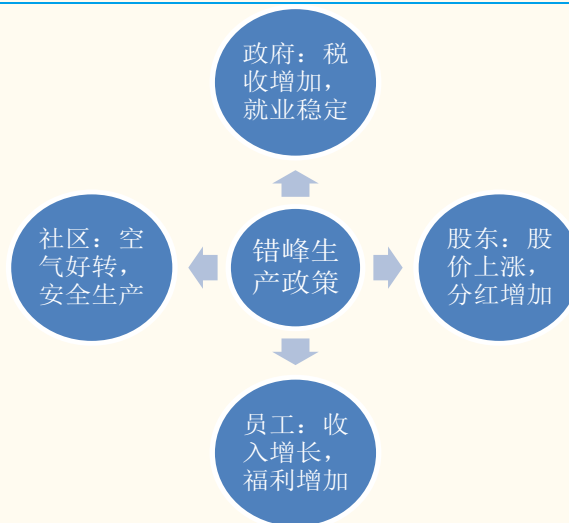 政府：税
收增加，
就业稳定
社区：空
气好转，
安全生产
错峰生
产政策
股东：股
价上涨，
分红增加
员工：收
入增长，
福利增加